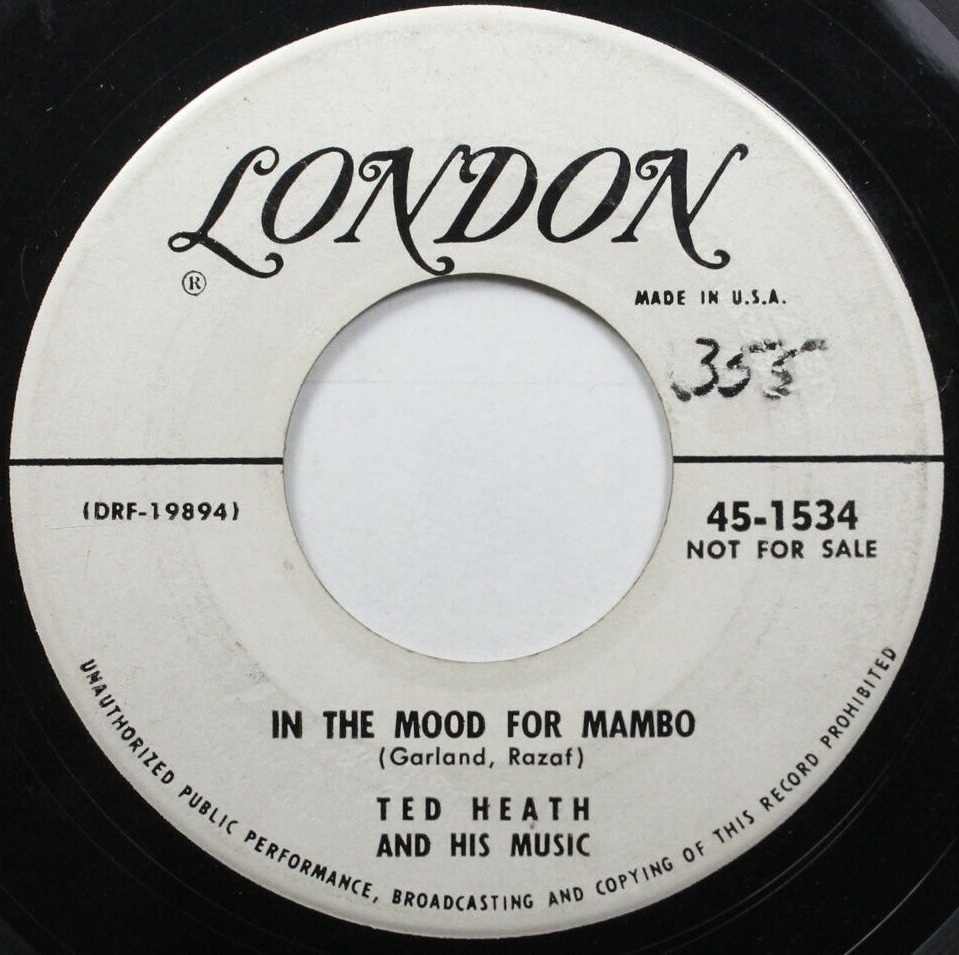 LONDON
®
MADE IN U.S.A.
355
(DRF-19894)
45-1534
NOT FOR SALE
IN THE MOOD FOR MAMBO
(Garland, Razaf)
TED HEATH
AND HIS MUSIC
UNAUTHORIZED PUBLIC PERFORMANCE, BROADCASTING AND COPYING OF THIS RECORD PROHIBITED